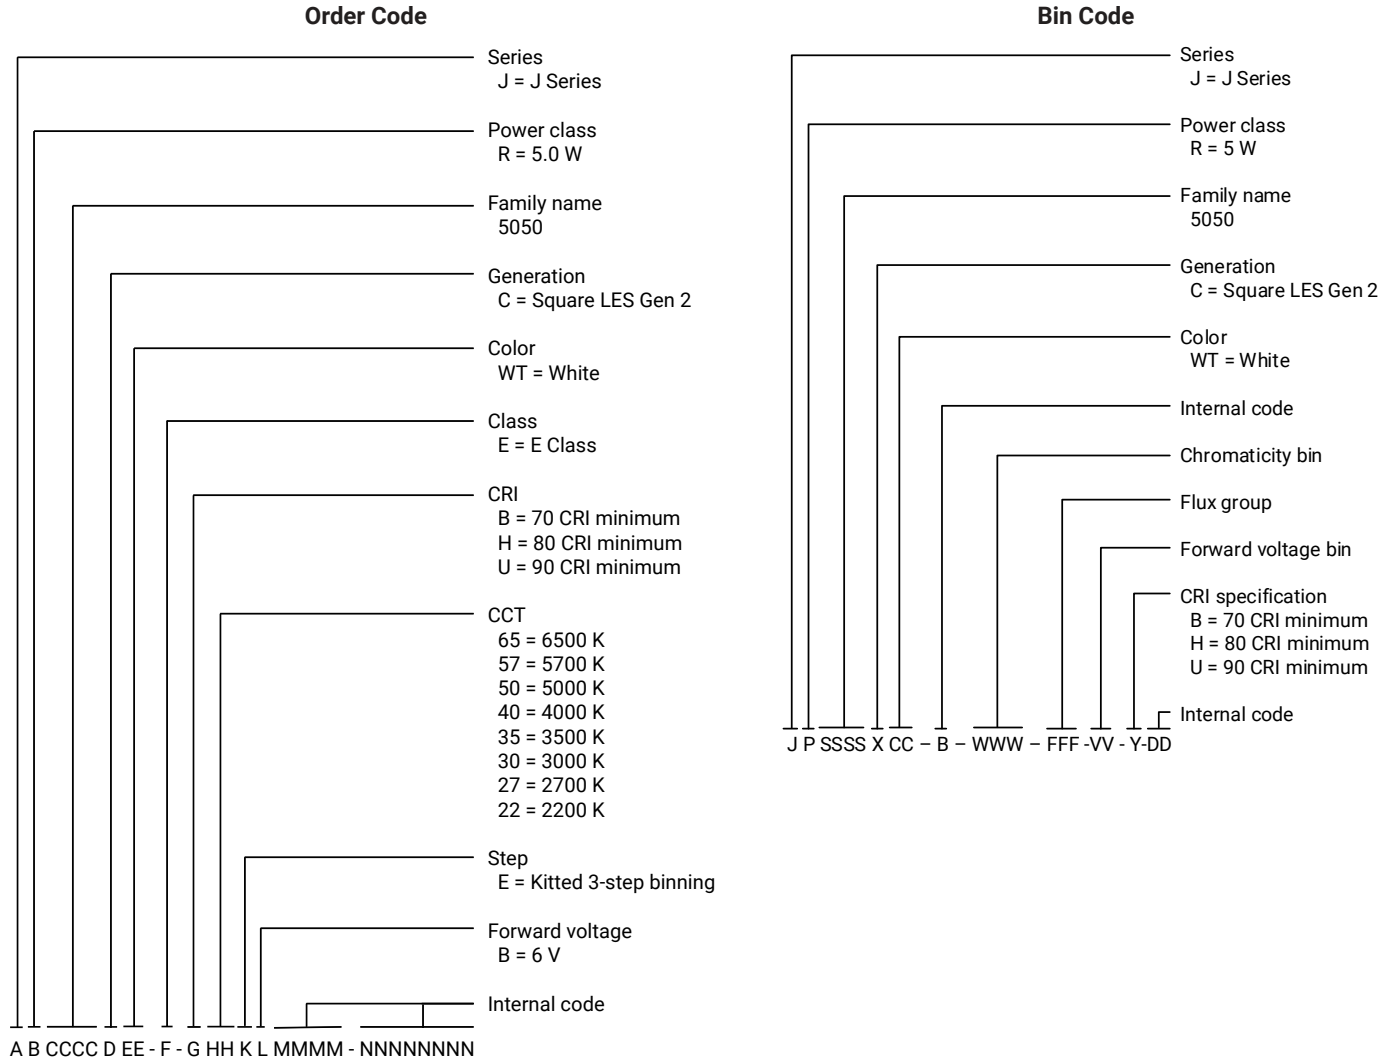 Order Code
Series
J = J Series
Power class
R = 5.0 W
Family name
5050
Generation
C = Square LES Gen 2
Color
WT = White
Class
E = E Class
CRI
B = 70 CRI minimum
H = 80 CRI minimum
U = 90 CRI minimum
CCT
65 = 6500 K
57 = 5700 K
50 = 5000 K
40 = 4000 K
35 = 3500 K
30 = 3000 K
27 = 2700 K
22 = 2200 K
Step
E = Kitted 3-step binning
Forward voltage
B = 6 V
Internal code
A B CCCC D EE - F - G HH K L MMMM - NNNNNNNN
Bin Code
Series
J = J Series
Power class
R = 5 W
Family name
5050
Generation
C = Square LES Gen 2
Color
WT = White
Internal code
Chromaticity bin
Flux group
Forward voltage bin
CRI specification
B = 70 CRI minimum
H = 80 CRI minimum
U = 90 CRI minimum
Internal code
J P SSSS X CC – B – WWW – FFF -VV - Y-DD